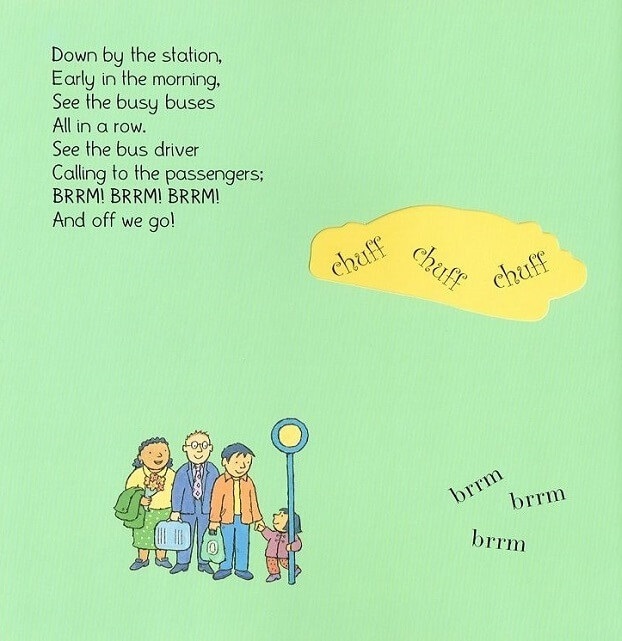 Down by the station,
Early in the morning,
See the busy buses
All in a row.
See the bus driver
Calling to the passengers;
BRRM! BRRM! BRRM!
And off we go!
chuff chuff chuff
brrm brrm
brrm